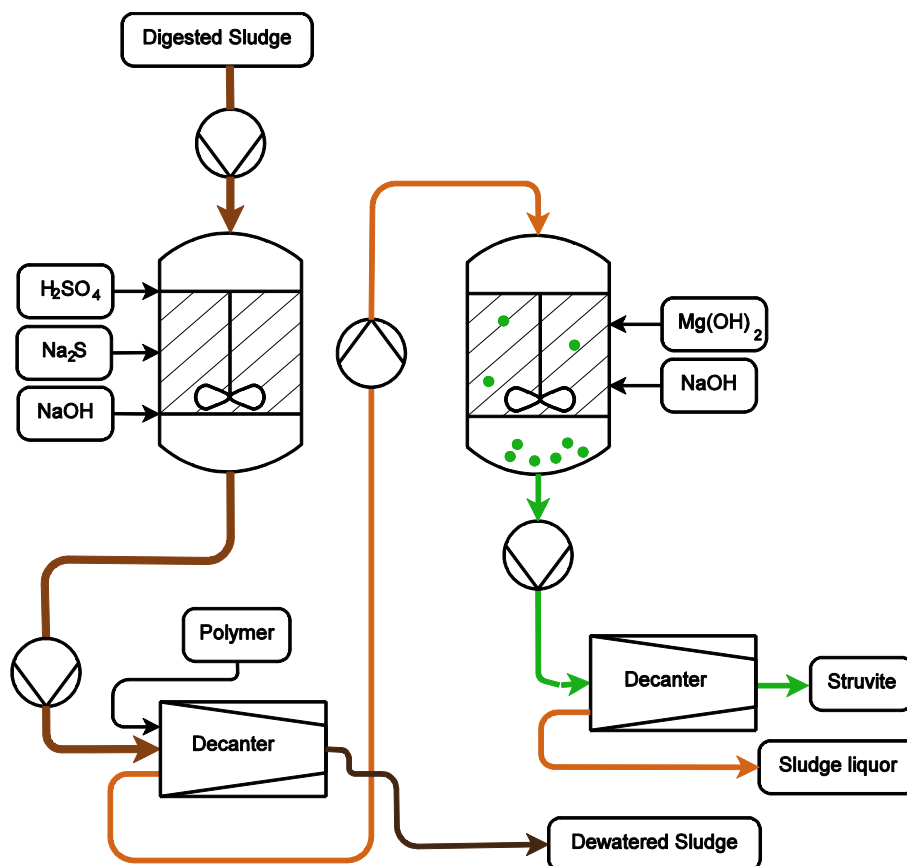 Digested Sludge
H₂SO₄
Na₂S
NaOH
Mg(OH)₂
NaOH
Polymer
Decanter
Decanter
Struvite
Sludge liquor
Dewatered Sludge